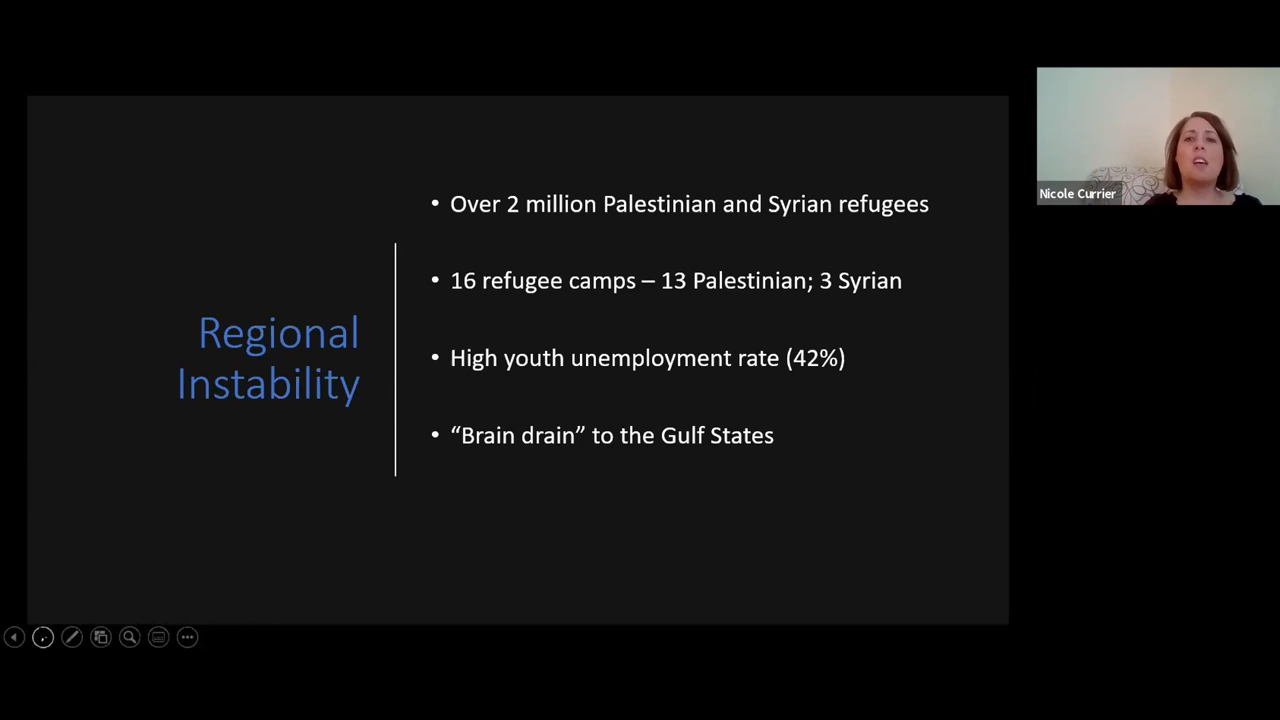 Regional
Instability
• Over 2 million Palestinian and Syrian refugees
• 16 refugee camps – 13 Palestinian; 3 Syrian
• High youth unemployment rate (42%)
• “Brain drain” to the Gulf States
Nicole Currier